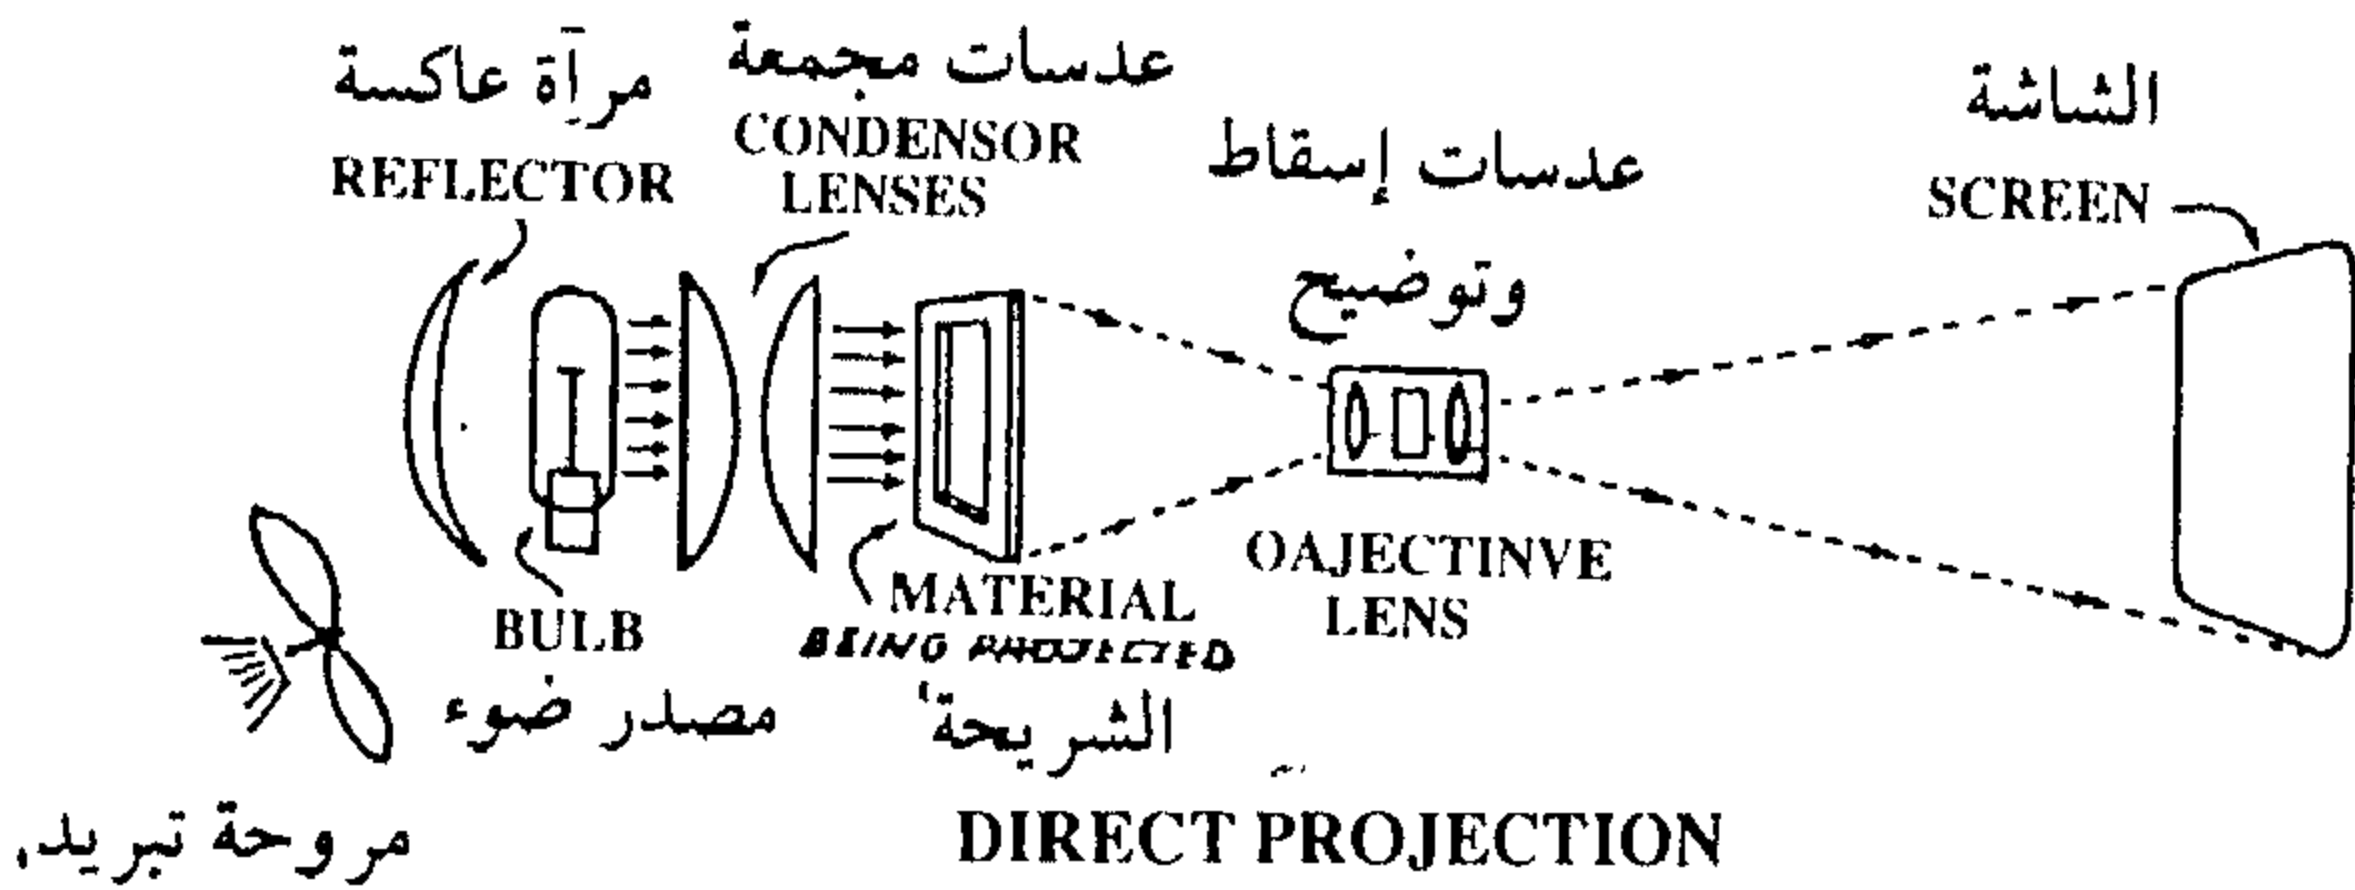 مرآة عاكسة
REFLECTOR
عدسات مجمعة
CONDENSOR
LENSES
عدسات إسقاط
وتوضيح
الشاشة
SCREEN
BULB
مصدر ضوء
MATERIAL
BEING PROJECTED
الشريحة
OAJECTINVE
LENS
مروحة تبريد.
DIRECT PROJECTION